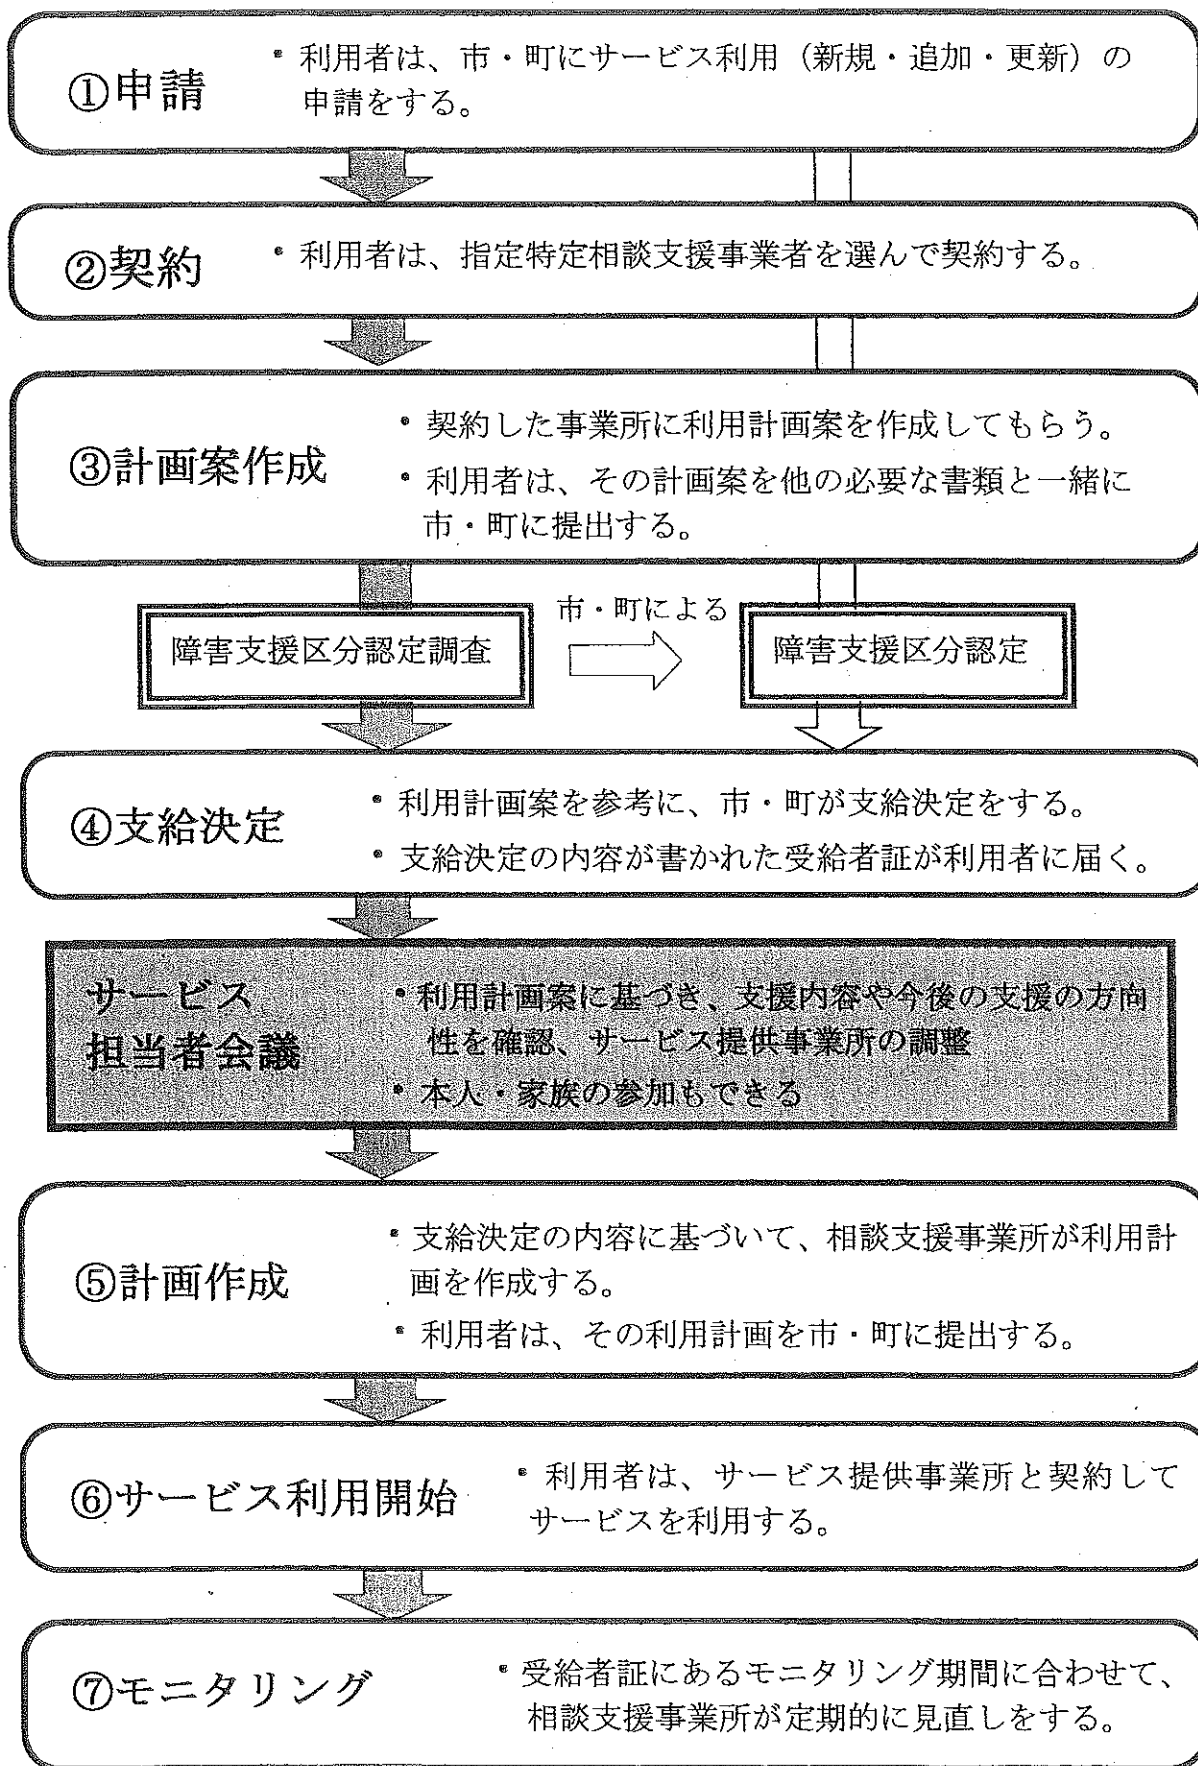 ①申請
・利用者は、市・町にサービス利用（新規・追加・更新）の
申請をする。
②契約
・利用者は、指定特定相談支援事業者を選んで契約する。
③計画案作成
・契約した事業所に利用計画案を作成してもらう。
・利用者は、その計画案を他の必要な書類と一緒に
市・町に提出する。
障害支援区分認定調査
市・町による
障害支援区分認定
④支給決定
・利用計画案を参考に、市・町が支給決定をする。
・支給決定の内容が書かれた受給者証が利用者に届く。
サービス
担当者会議
・利用計画案に基づき、支援内容や今後の支援の方向
性を確認、サービス提供事業所の調整
・本人・家族の参加もできる
⑤計画作成
・支給決定の内容に基づいて、相談支援事業所が利用計
画を作成する。
・利用者は、その利用計画を市・町に提出する。
⑥サービス利用開始
・利用者は、サービス提供事業所と契約して
サービスを利用する。
⑦モニタリング
・受給者証にあるモニタリング期間に合わせて、
相談支援事業所が定期的に見直しをする。